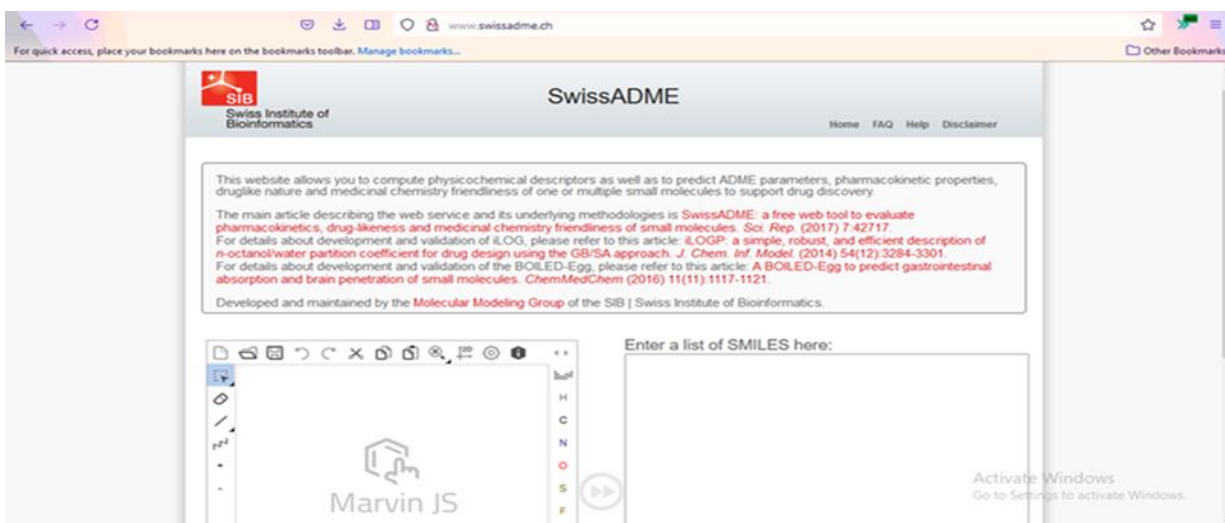 www.swissadme.ch
For quick access, place your bookmarks here on the bookmarks toolbar. Manage bookmarks...
Other Bookmarks
SIB
Swiss Institute of
Bioinformatics
SwissADME
Home FAQ Help Disclaimer
This website allows you to compute physicochemical descriptors as well as to predict ADME parameters, pharmacokinetic properties,
druglike nature and medicinal chemistry friendliness of one or multiple small molecules to support drug discovery.
The main article describing the web service and its underlying methodologies is SwissADME: a free web tool to evaluate
pharmacokinetics, drug-likeness and medicinal chemistry friendliness of small molecules. Sci. Rep. (2017) 7:42717.
For details about development and validation of iLOG, please refer to this article: iLOGP: a simple, robust, and efficient description of
n-octanol/water partition coefficient for drug design using the GB/SA approach. J. Chem. Inf. Model. (2014) 54(12):3284-3301.
For details about development and validation of the BOILED-Egg, please refer to this article: A BOILED-Egg to predict gastrointestinal
absorption and brain penetration of small molecules. ChemMedChem (2016) 11(11):1117-1121.
Developed and maintained by the Molecular Modeling Group of the SIB | Swiss Institute of Bioinformatics.
Enter a list of SMILES here:
H
C
N
O
S
F
Marvin JS
Activate Windows
Go to Settings to activate Windows.